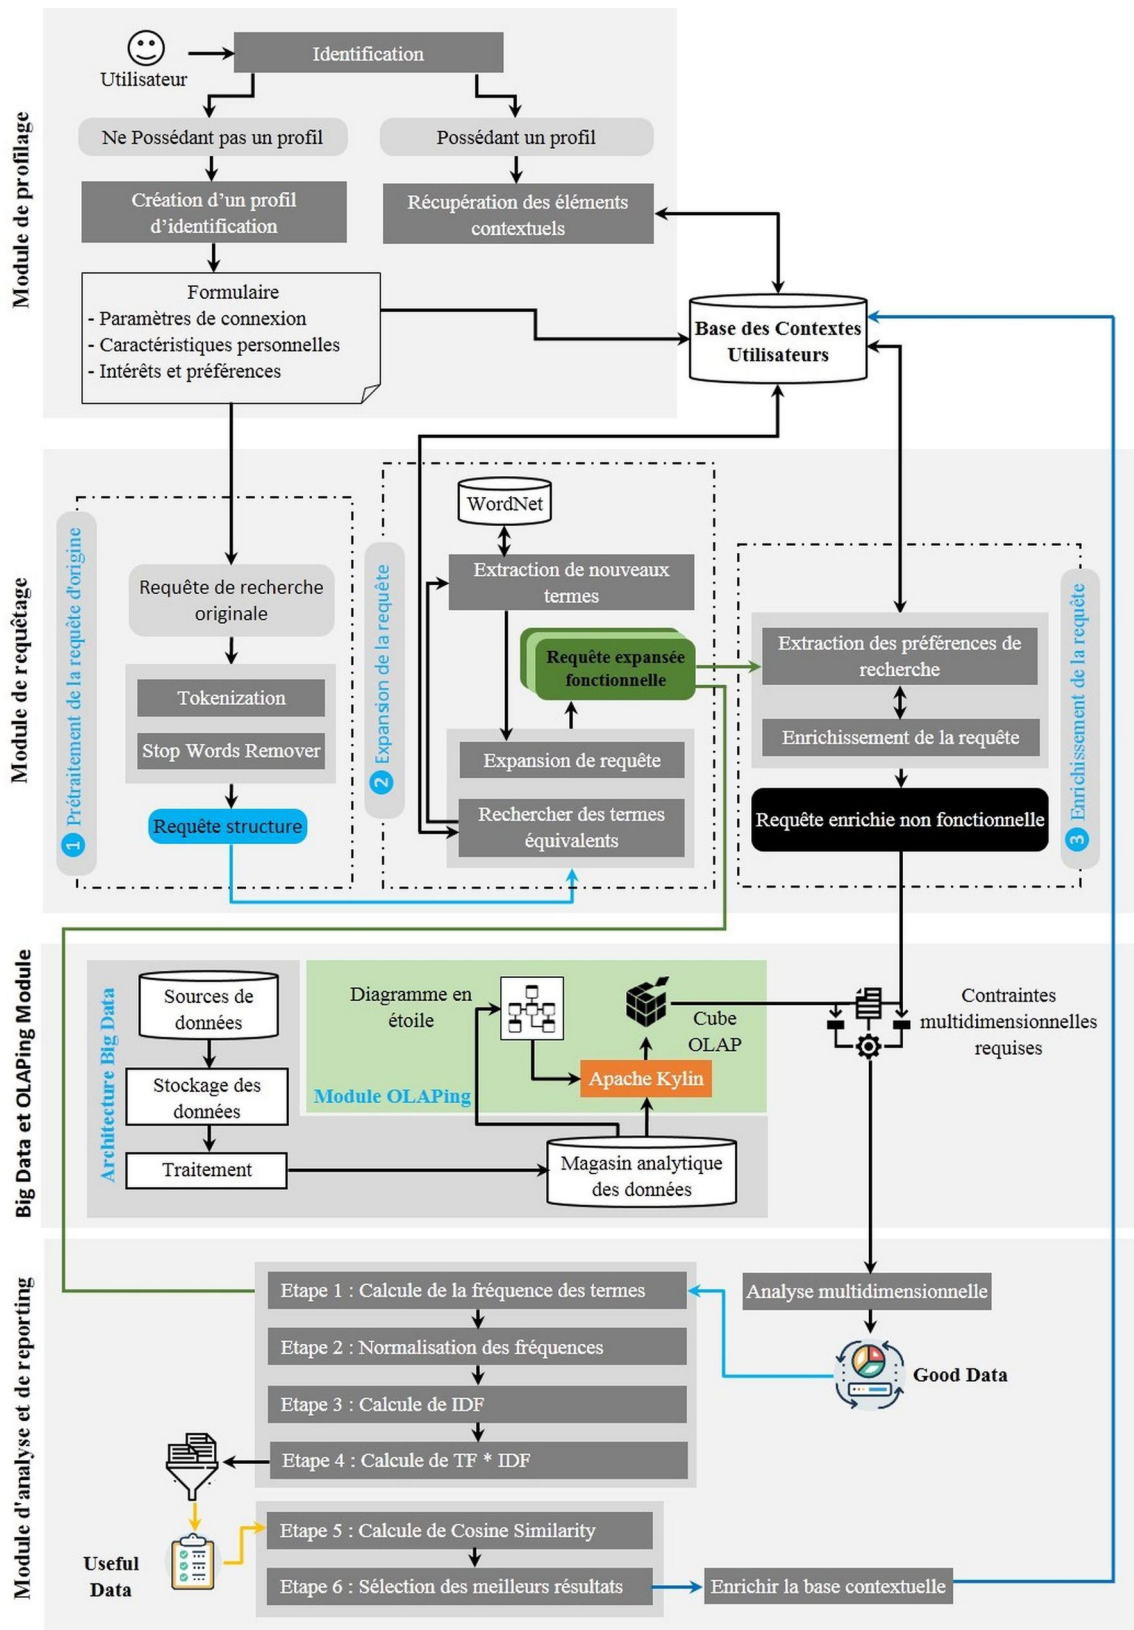 Module de profilage
Utilisateur
Identification
Ne Possédant pas un profil
Possédant un profil
Création d'un profil
d'identification
Récupération des éléments
contextuels
Formulaire
- Paramètres de connexion
- Caractéristiques personnelles
- Intérêts et préférences
Base des Contextes
Utilisateurs
Module de requêtage
1 Prétraitement de la requête d'origine
Requête de recherche
originale
Tokenization
Stop Words Remover
Requête structure
2 Expansion de la requête
WordNet
Extraction de nouveaux
termes
Requête expansée
fonctionnelle
Expansion de requête
Rechercher des termes
équivalents
Extraction des préférences de
recherche
Enrichissement de la requête
Requête enrichie non fonctionnelle
3 Enrichissement de la requête
Big Data et OLAPing Module
Architecture Big Data
Sources de
données
Stockage des
données
Traitement
Diagramme en
étoile
Module OLAPing
Cube
OLAP
Apache Kylin
Magasin analytique
des données
Contraintes
multidimensionnelles
requises
Module d'analyse et de reporting
Etape 1 : Calcule de la fréquence des termes
Etape 2 : Normalisation des fréquences
Etape 3 : Calcule de IDF
Etape 4 : Calcule de TF * IDF
Analyse multidimensionnelle
Good Data
Useful
Data
Etape 5 : Calcule de Cosine Similarity
Etape 6 : Sélection des meilleurs résultats
Enrichir la base contextuelle